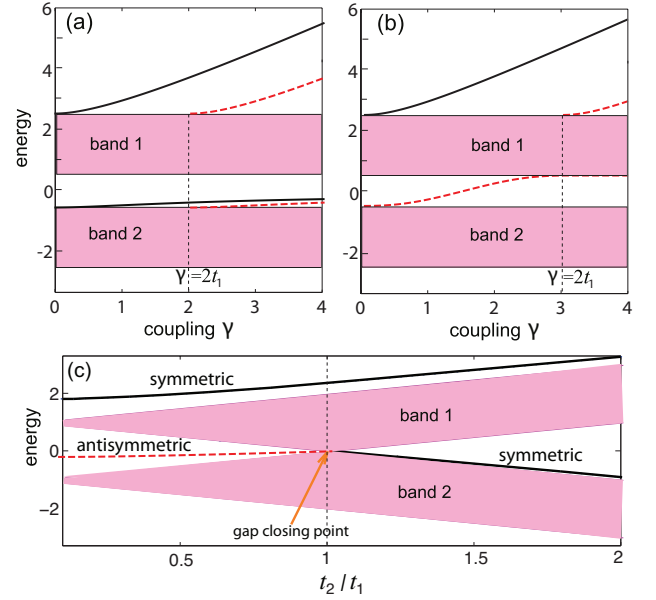 (a)
(b)
6
4
2
0
-2
energy
band 1
band 2
γ=2t₁
0
1
2
3
4
coupling γ
6
4
2
0
-2
band 1
band 2
γ=2t₁
0
1
2
3
4
coupling γ
(c)
symmetric
2
band 1
antisymmetric
0
energy
symmetric
band 2
-2
gap closing point
0.5
1
1.5
2
t₂/t₁